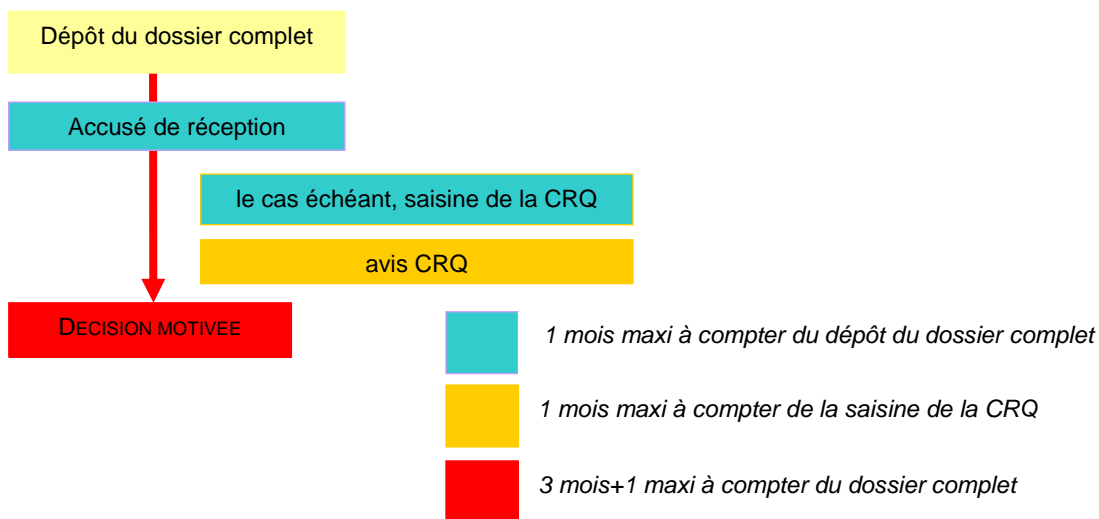 Dépôt du dossier complet
Accusé de réception
le cas échéant, saisine de la CRQ
avis CRQ
DECISION MOTIVEE
1 mois maxi à compter du dépôt du dossier complet
1 mois maxi à compter de la saisine de la CRQ
3 mois+1 maxi à compter du dossier complet